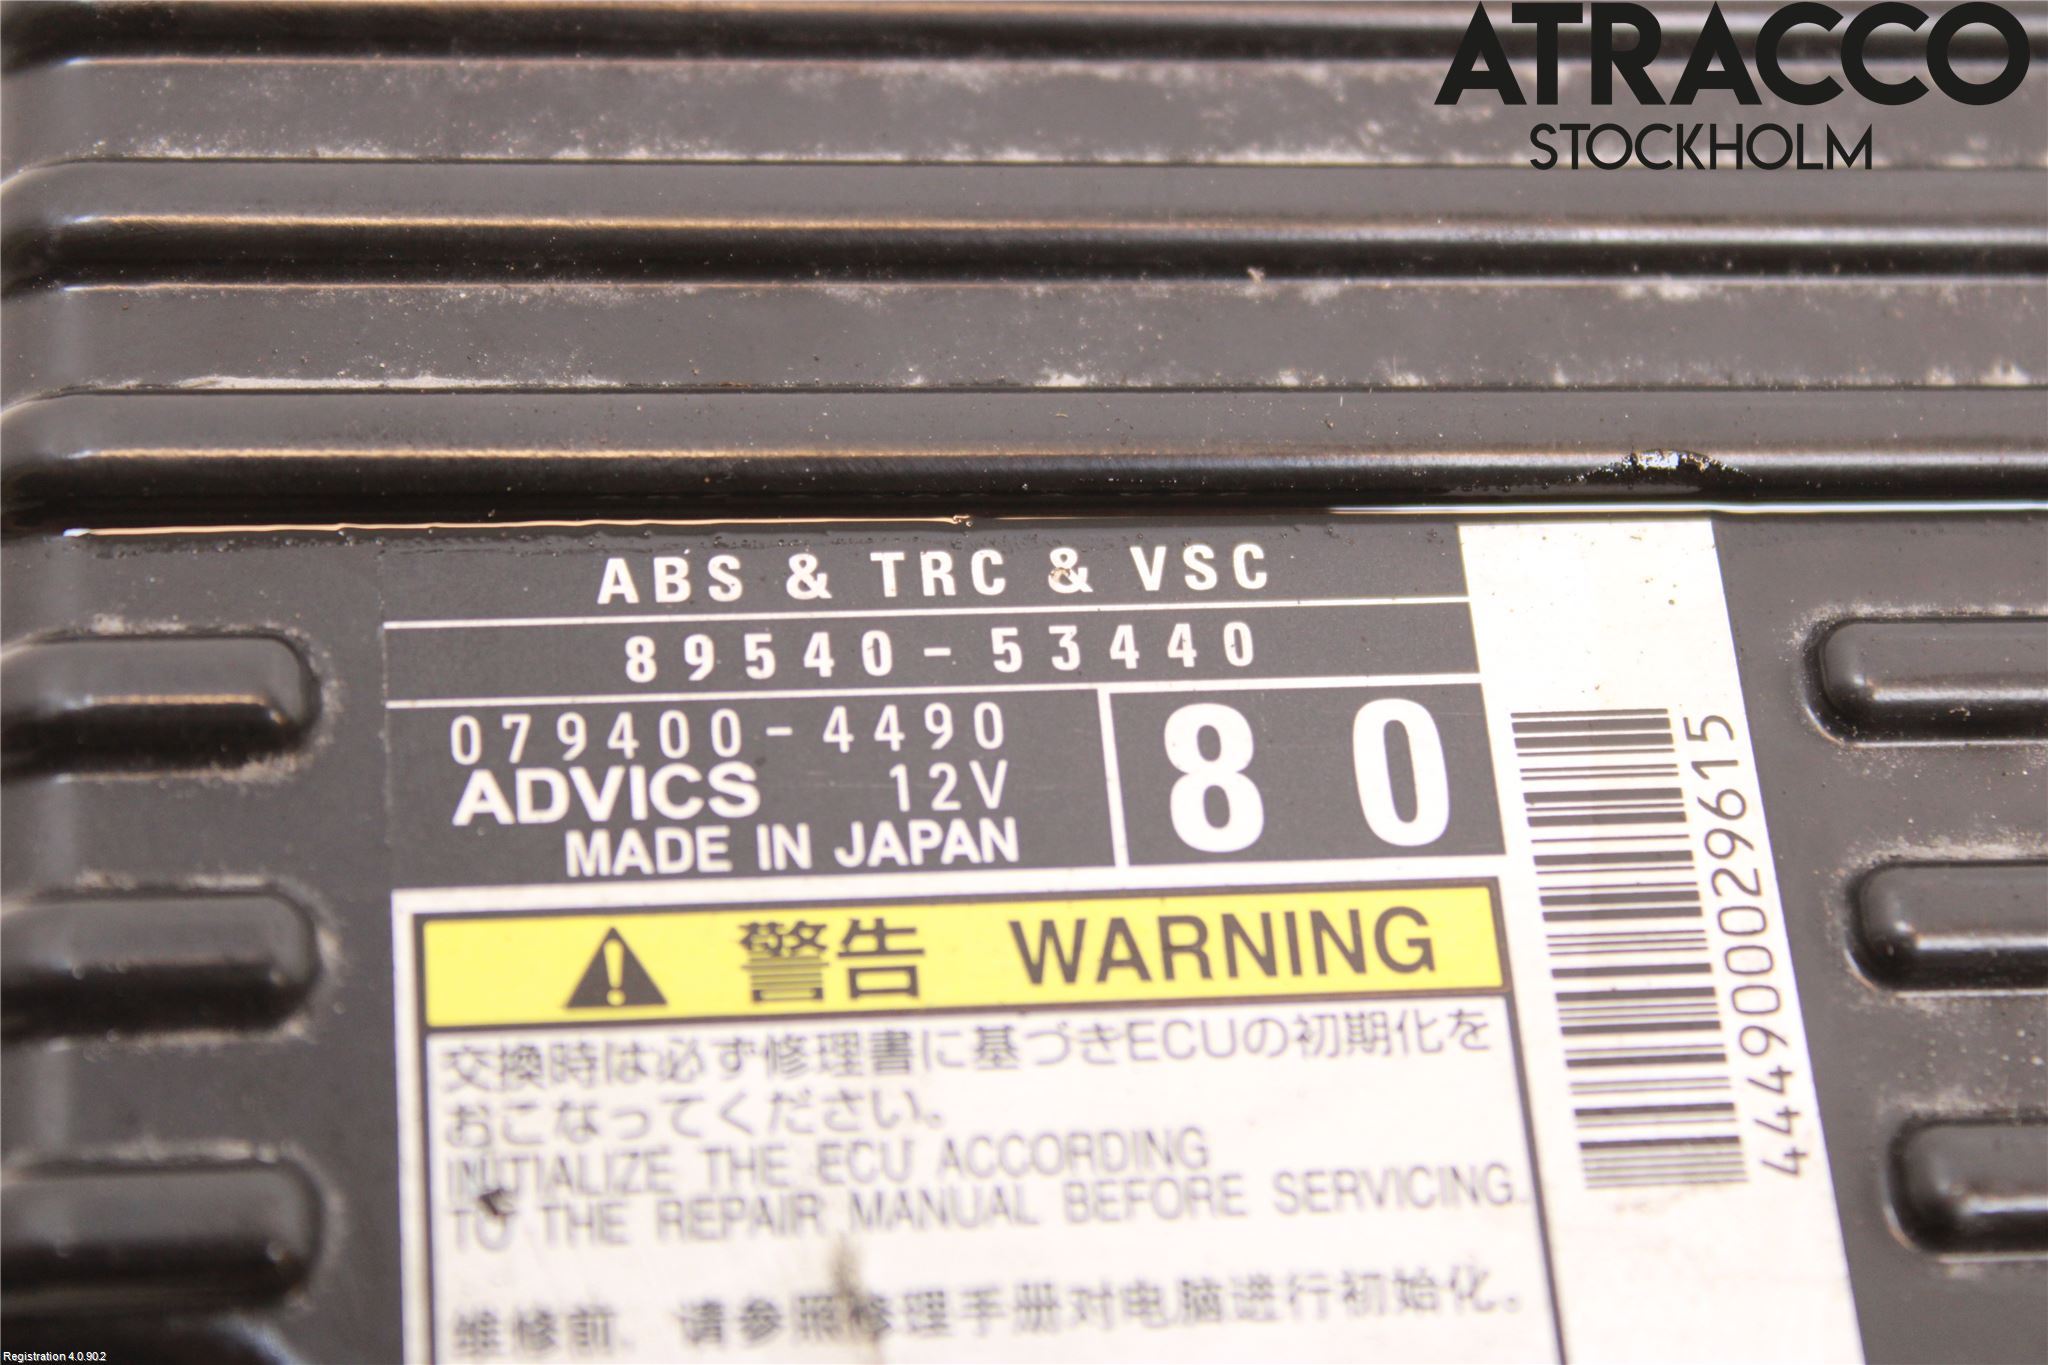 ATRACCO
STOCKHOLM
ABS & TRC & VSC
89540-53440
079400-4490
ADVICS 12V
MADE IN JAPAN
80
444900029615
警告 WARNING
交換時は必ず修理書に基づきECUの初期化を
おこなってください。
INITIALIZE THE ECU ACCORDING
TO THE REPAIR MANUAL BEFORE SERVICING.
维修前，请参照修理手册对电脑进行初始化。
Registration 4.0.90.2